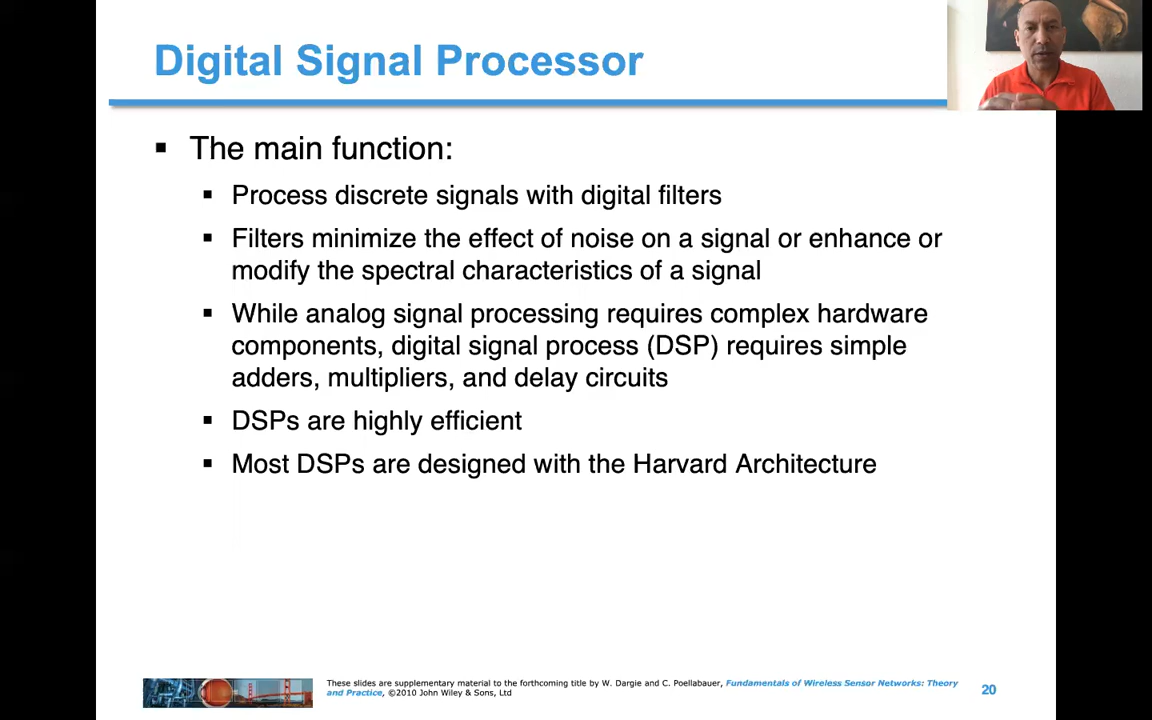 Digital Signal Processor
▪ The main function:
▪ Process discrete signals with digital filters
▪ Filters minimize the effect of noise on a signal or enhance or
modify the spectral characteristics of a signal
▪ While analog signal processing requires complex hardware
components, digital signal process (DSP) requires simple
adders, multipliers, and delay circuits
▪ DSPs are highly efficient
▪ Most DSPs are designed with the Harvard Architecture
These slides are supplementary material to the forthcoming title by W. Dargie and C. Poellabauer, Fundamentals of Wireless Sensor Networks: Theory
and Practice, ©2010 John Wiley & Sons, Ltd
20